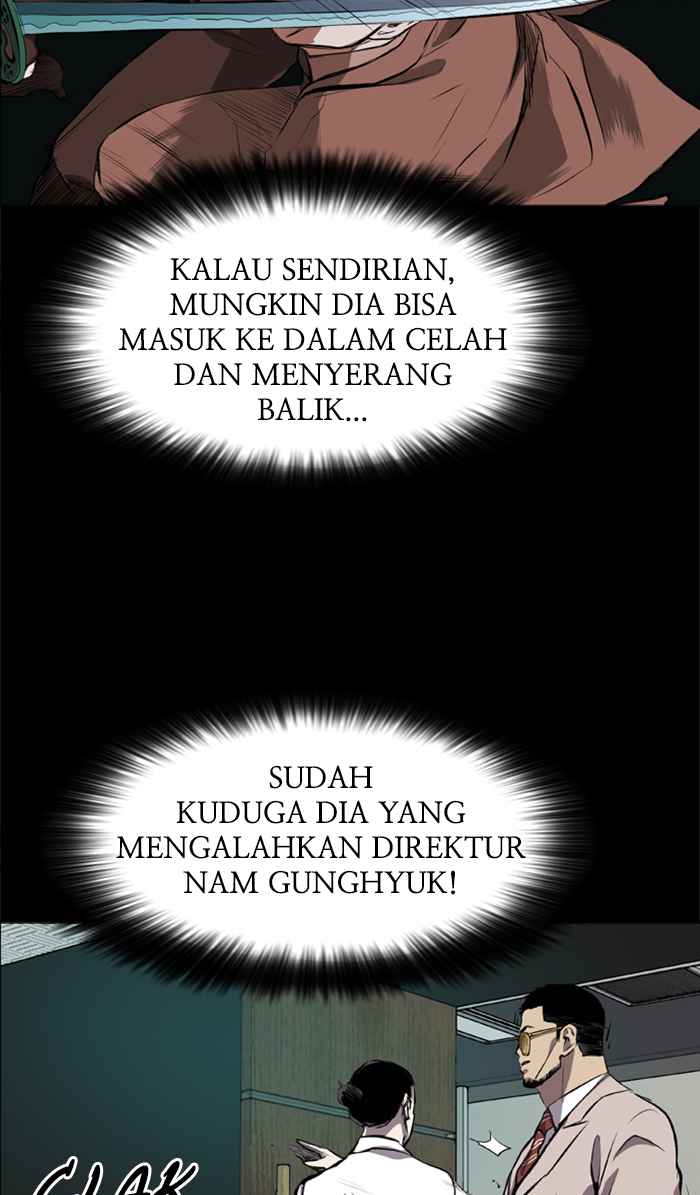 KALAU SENDIRIAN,
MUNGKIN DIA BISA
MASUK KE DALAM CELAH
DAN MENYERANG
BALIK...
SUDAH
KUDUGA DIA YANG
MENGALAHKAN DIREKTUR
NAM GUNGHYUK!
CLAK